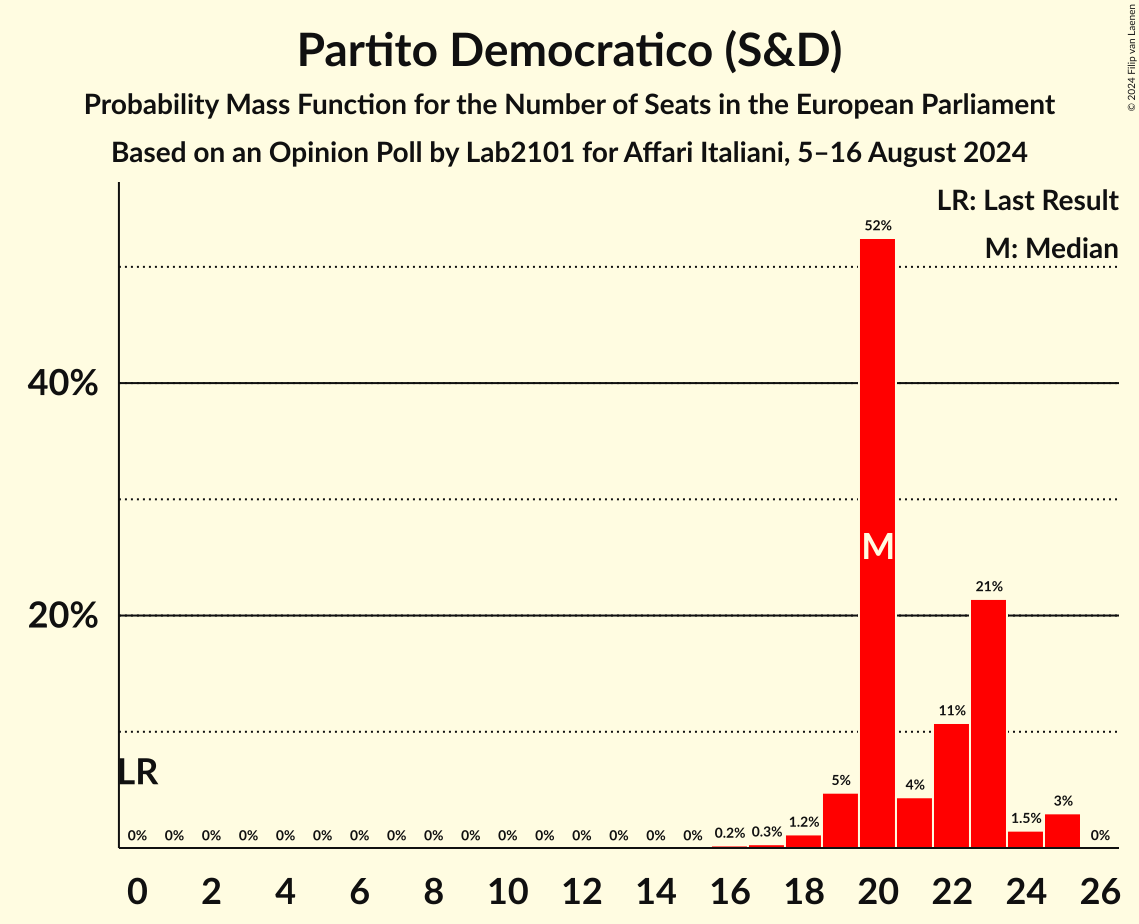 Partito Democratico (S&D)
Probability Mass Function for the Number of Seats in the European Parliament
Based on an Opinion Poll by Lab2101 for Affari Italiani, 5–16 August 2024
© 2024 Filip van Laenen
LR: Last Result
M: Median
52%
40%
M
21%
20%
11%
LR
5% 4% 3%
0% 0% 0% 0% 0% 0% 0% 0% 0% 0% 0% 0% 0% 0% 0% 0% 0.2% 0.3% 1.2% 1.5% 0%
0 2 4 6 8 10 12 14 16 18 20 22 24 26